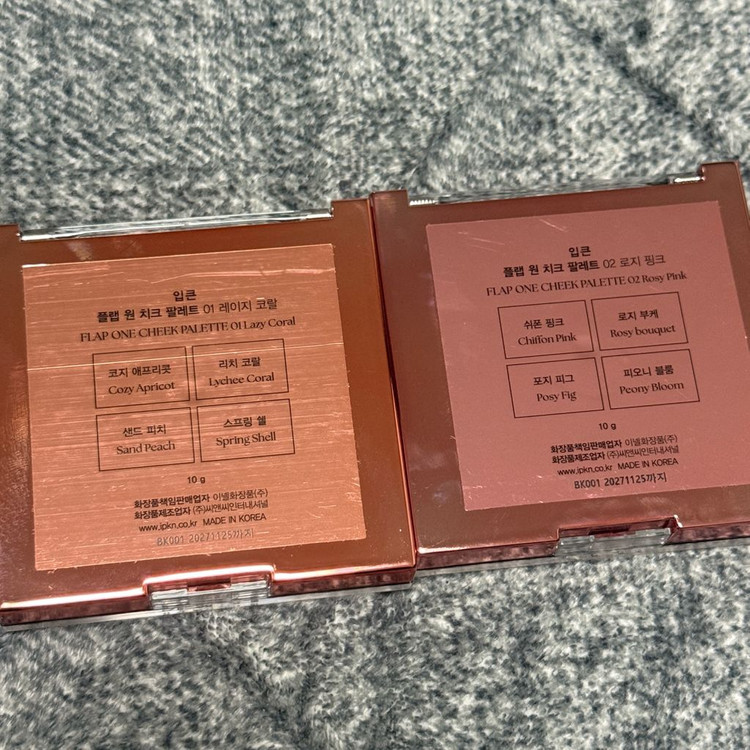 입큰
플랩 원 치크 팔레트 01 레이지 코랄
FLAP ONE CHEEK PALETTE 01 Lazy Coral
코지 애프리콧
Cozy Apricot
리치 코랄
Lychee Coral
샌드 피치
Sand Peach
스프링 쉘
Spring Shell
10 g
화장품책임판매업자 이넬화장품(주)
화장품제조업자 (주)씨앤씨인터내셔널
www.ipkn.co.kr MADE IN KOREA
BK001 20271125까지
입큰
플랩 원 치크 팔레트 02 로지 핑크
FLAP ONE CHEEK PALETTE 02 Rosy Pink
쉬폰 핑크
Chiffon Pink
로지 부케
Rosy bouquet
포지 피그
Posy Fig
피오니 블룸
Peony Bloom
10 g
화장품책임판매업자 이넬화장품(주)
화장품제조업자 (주)씨앤씨인터내셔널
www.ipkn.co.kr MADE IN KOREA
BK001 20271125까지